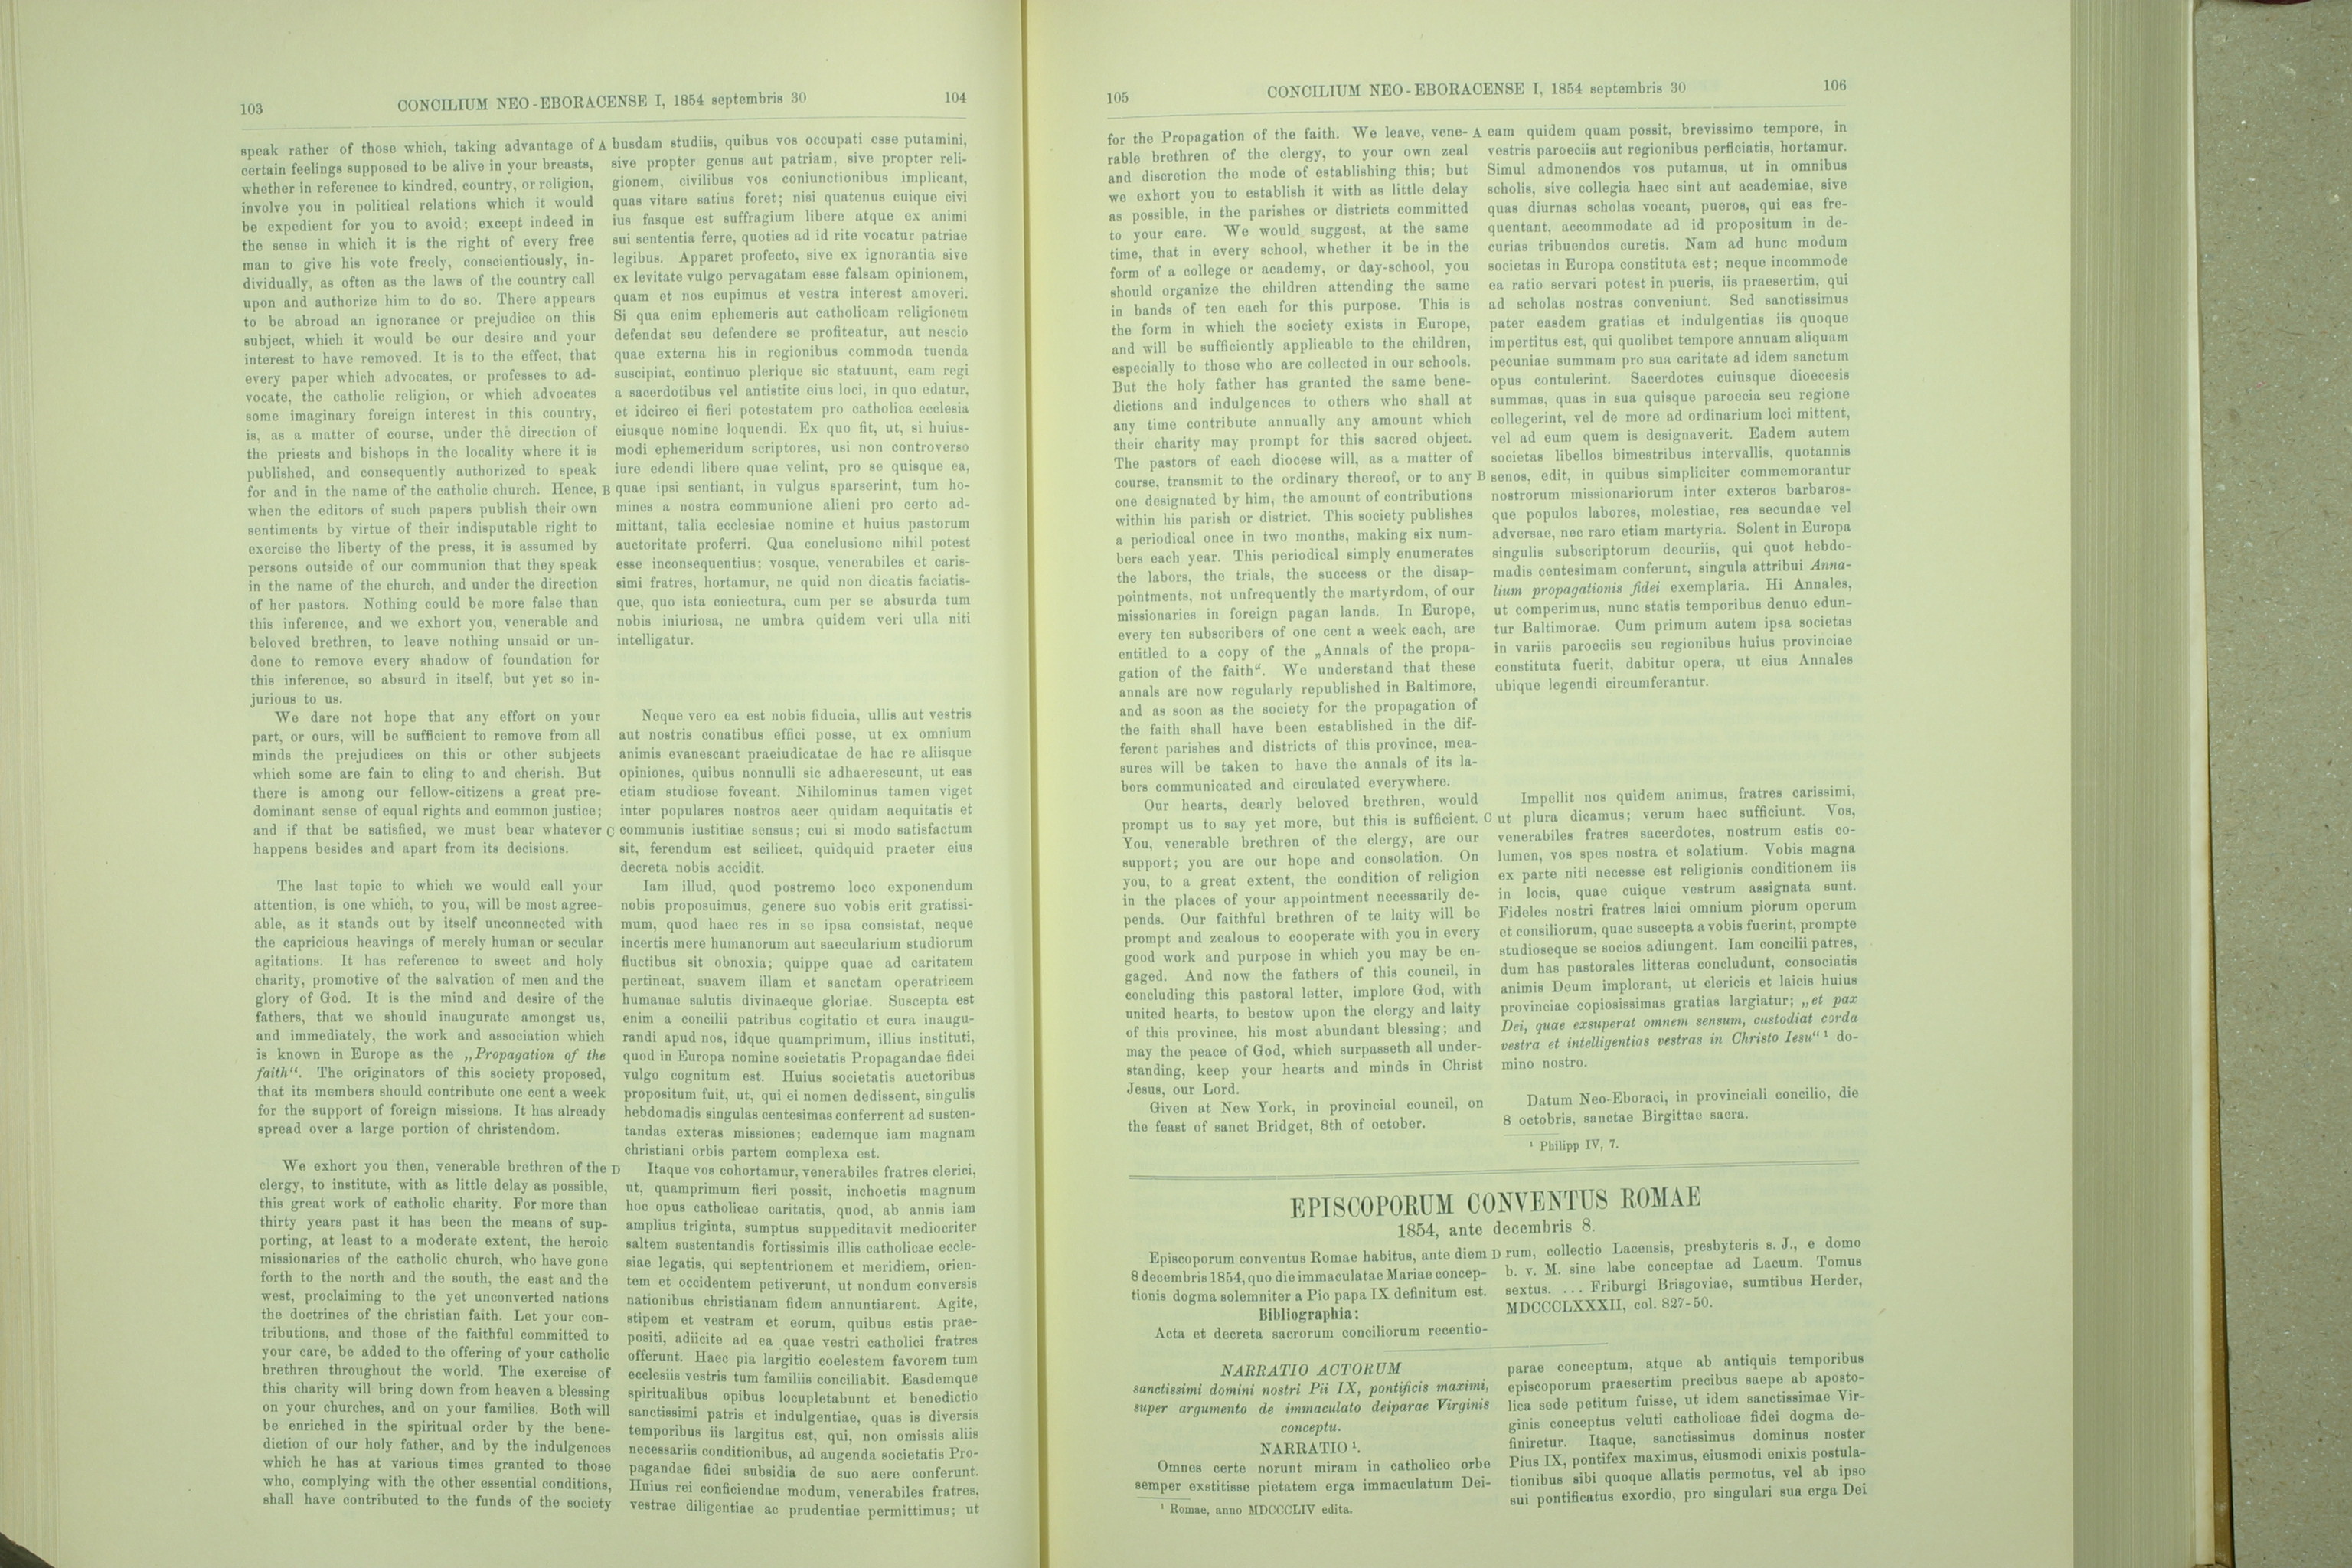 103
CONCILIUM NEO-EBORACENSE I, 1854 septembris 30
104
speak rather of those which, taking advantage of
certain feelings supposed to be alive in your breasts,
whether in reference to kindred, country, or religion,
involve you in political relations which it would
be expedient for you to avoid; except indeed in
the sense in which it is the right of every free
man to give his vote freely, conscientiously, in-
dividually, as often as the laws of the country call
upon and authorize him to do so. There appears
to be abroad an ignorance or prejudice on this
subject, which it would be our desire and your
interest to have removed. It is to the effect, that
every paper which advocates, or professes to ad-
vocate, the catholic religion, or which advocates
some imaginary foreign interest in this country,
is, as a matter of course, under the direction of
the priests and bishops in the locality where it is
published, and consequently authorized to speak
for and in the name of the catholic church. Hence,
when the editors of such papers publish their own
sentiments by virtue of their indisputable right to
exercise the liberty of the press, it is assumed by
persons outside of our communion that they speak
in the name of the church, and under the direction
of her pastors. Nothing could be more false than
this inference, and we exhort you, venerable and
beloved brethren, to leave nothing unsaid or un-
done to remove every shadow of foundation for
this inference, so absurd in itself, but yet so in-
jurious to us.
We dare not hope that any effort on your
part, or ours, will be sufficient to remove from all
minds the prejudices on this or other subjects
which some are fain to cling to and cherish. But
there is among our fellow-citizens a great pre-
dominant sense of equal rights and common justice;
and if that be satisfied, we must bear whatever
happens besides and apart from its decisions.
The last topic to which we would call your
attention, is one which, to you, will be most agree-
able, as it stands out by itself unconnected with
the capricious heavings of merely human or secular
agitations. It has reference to sweet and holy
charity, promotive of the salvation of men and the
glory of God. It is the mind and desire of the
fathers, that we should inaugurate amongst us,
and immediately, the work and association which
is known in Europe as the „Propagation of the
faith“. The originators of this society proposed,
that its members should contribute one cent a week
for the support of foreign missions. It has already
spread over a large portion of christendom.
We exhort you then, venerable brethren of the
clergy, to institute, with as little delay as possible,
this great work of catholic charity. For more than
thirty years past it has been the means of sup-
porting, at least to a moderate extent, the heroic
missionaries of the catholic church, who have gone
forth to the north and the south, the east and the
west, proclaiming to the yet unconverted nations
the doctrines of the christian faith. Let your con-
tributions, and those of the faithful committed to
your care, be added to the offering of your catholic
brethren throughout the world. The exercise of
this charity will bring down from heaven a blessing
on your churches, and on your families. Both will
be enriched in the spiritual order by the bene-
diction of our holy father, and by the indulgences
which he has at various times granted to those
who, complying with the other essential conditions,
shall have contributed to the funds of the society
A
B
C
D
busdam studiis, quibus vos occupati esse putamini,
sive propter genus aut patriam, sive propter reli-
gionem, civilibus vos coniunctionibus implicant,
quas vitare satius foret; nisi quatenus cuique civi
ius fasque est suffragium libere atque ex animi
sui sententia ferre, quoties ad id rite vocatur patriae
legibus. Apparet profecto, sive ex ignorantia sive
ex levitate vulgo pervagatam esse falsam opinionem,
quam et nos cupimus et vestra interest amoveri.
Si qua enim ephemeris aut catholicam religionem
defendat seu defendere se profiteatur, aut nescio
quae externa his in regionibus commoda tuenda
suscipiat, continuo plerique sic statuunt, eam regi
a sacerdotibus vel antistite eius loci, in quo edatur,
et idcirco ei fieri potestatem pro catholica ecclesia
eiusque nomine loquendi. Ex quo fit, ut, si huius-
modi ephemeridum scriptores, usi non controverso
iure edendi libere quae velint, pro se quisque ea,
quae ipsi sentiant, in vulgus sparserint, tum ho-
mines a nostra communione alieni pro certo ad-
mittant, talia ecclesiae nomine et huius pastorum
auctoritate proferri. Qua conclusione nihil potest
esse inconsequentius; vosque, venerabiles et caris-
simi fratres, hortamur, ne quid non dicatis faciatis-
que, quo ista coniectura, cum per se absurda tum
nobis iniuriosa, ne umbra quidem veri ulla niti
intelligatur.
Neque vero ea est nobis fiducia, ullis aut vestris
aut nostris conatibus effici posse, ut ex omnium
animis evanescant praeiudicatae de hac re aliisque
opiniones, quibus nonnulli sic adhaerescunt, ut eas
etiam studiose foveant. Nihilominus tamen viget
inter populares nostros acer quidam aequitatis et
communis iustitiae sensus; cui si modo satisfactum
sit, ferendum est scilicet, quidquid praeter eius
decreta nobis accidit.
Iam illud, quod postremo loco exponendum
nobis proposuimus, genere suo vobis erit gratissi-
mum, quod haec res in se ipsa consistat, neque
incertis mere humanorum aut saecularium studiorum
fluctibus sit obnoxia; quippe quae ad caritatem
pertineat, suavem illam et sanctam operatricem
humanae salutis divinaeque gloriae. Suscepta est
enim a concilii patribus cogitatio et cura inaugu-
randi apud nos, idque quamprimum, illius instituti,
quod in Europa nomine societatis Propagandae fidei
vulgo cognitum est. Huius societatis auctoribus
propositum fuit, ut, qui ei nomen dedissent, singulis
hebdomadis singulas centesimas conferrent ad susten-
tandas exteras missiones; eademque iam magnam
christiani orbis partem complexa est.
Itaque vos cohortamur, venerabiles fratres clerici,
ut, quamprimum fieri possit, inchoetis magnum
hoc opus catholicae caritatis, quod, ab annis iam
amplius triginta, sumptus suppeditavit mediocriter
saltem sustentandis fortissimis illis catholicae eccle-
siae legatis, qui septentrionem et meridiem, orien-
tem et occidentem petiverunt, ut nondum conversis
nationibus christianam fidem annuntiarent. Agite,
stipem et vestram et eorum, quibus estis prae-
positi, adiicite ad ea quae vestri catholici fratres
offerunt. Haec pia largitio coelestem favorem tum
ecclesiis vestris tum familiis conciliabit. Easdemque
spiritualibus opibus locupletabunt et benedictio
sanctissimi patris et indulgentiae, quas is diversis
temporibus iis largitus est, qui, non omissis aliis
necessariis conditionibus, ad augenda societatis Pro-
pagandae fidei subsidia de suo aere conferunt.
Huius rei conficiendae modum, venerabiles fratres,
vestrae diligentiae ac prudentiae permittimus; ut
105
CONCILIUM NEO-EBORACENSE I, 1854 septembris 30
106
for the Propagation of the faith. We leave, vene-
rable brethren of the clergy, to your own zeal
and discretion the mode of establishing this; but
we exhort you to establish it with as little delay
as possible, in the parishes or districts committed
to your care. We would suggest, at the same
time, that in every school, whether it be in the
form of a college or academy, or day-school, you
should organize the children attending the same
in bands of ten each for this purpose. This is
the form in which the society exists in Europe,
and will be sufficiently applicable to the children,
especially to those who are collected in our schools.
But the holy father has granted the same bene-
dictions and indulgences to others who shall at
any time contribute annually any amount which
their charity may prompt for this sacred object.
The pastors of each diocese will, as a matter of
course, transmit to the ordinary thereof, or to any
one designated by him, the amount of contributions
within his parish or district. This society publishes
a periodical once in two months, making six num-
bers each year. This periodical simply enumerates
the labors, the trials, the success or the disap-
pointments, not unfrequently the martyrdom, of our
missionaries in foreign pagan lands. In Europe,
every ten subscribers of one cent a week each, are
entitled to a copy of the „Annals of the propa-
gation of the faith“. We understand that these
annals are now regularly republished in Baltimore,
and as soon as the society for the propagation of
the faith shall have been established in the dif-
ferent parishes and districts of this province, mea-
sures will be taken to have the annals of its la-
bors communicated and circulated everywhere.
Our hearts, dearly beloved brethren, would
prompt us to say yet more, but this is sufficient.
You, venerable brethren of the clergy, are our
support; you are our hope and consolation. On
you, to a great extent, the condition of religion
in the places of your appointment necessarily de-
pends. Our faithful brethren of te laity will be
prompt and zealous to cooperate with you in every
good work and purpose in which you may be en-
gaged. And now the fathers of this council, in
concluding this pastoral letter, implore God, with
united hearts, to bestow upon the clergy and laity
of this province, his most abundant blessing; and
may the peace of God, which surpasseth all under-
standing, keep your hearts and minds in Christ
Jesus, our Lord.
Given at New York, in provincial council, on
the feast of sanct Bridget, 8th of october.
A
B
C
eam quidem quam possit, brevissimo tempore, in
vestris paroeciis aut regionibus perficiatis, hortamur.
Simul admonendos vos putamus, ut in omnibus
scholis, sive collegia haec sint aut academiae, sive
quas diurnas scholas vocant, pueros, qui eas fre-
quentant, accommodate ad id propositum in de-
curias tribuendos curetis. Nam ad hunc modum
societas in Europa constituta est; neque incommode
ea ratio servari potest in pueris, iis praesertim, qui
ad scholas nostras conveniunt. Sed sanctissimus
pater easdem gratias et indulgentias iis quoque
impertitus est, qui quolibet tempore annuam aliquam
pecuniae summam pro sua caritate ad idem sanctum
opus contulerint. Sacerdotes cuiusque dioecesis
summas, quas in sua quisque paroecia seu regione
collegerint, vel de more ad ordinarium loci mittent,
vel ad eum quem is designaverit. Eadem autem
societas libellos bimestribus intervallis, quotannis
senos, edit, in quibus simpliciter commemorantur
nostrorum missionariorum inter exteros barbaros-
que populos labores, molestiae, res secundae vel
adversae, nec raro etiam martyria. Solent in Europa
singulis subscriptorum decuriis, qui quot hebdo-
madis centesimam conferunt, singula attribui Anna-
lium propagationis fidei exemplaria. Hi Annales,
ut comperimus, nunc statis temporibus denuo edun-
tur Baltimorae. Cum primum autem ipsa societas
in variis paroeciis seu regionibus huius provinciae
constituta fuerit, dabitur opera, ut eius Annales
ubique legendi circumferantur.
Impellit nos quidem animus, fratres carissimi,
ut plura dicamus; verum haec sufficiunt. Vos,
venerabiles fratres sacerdotes, nostrum estis co-
lumen, vos spes nostra et solatium. Vobis magna
ex parte niti necesse est religionis conditionem iis
in locis, quae cuique vestrum assignata sunt.
Fideles nostri fratres laici omnium piorum operum
et consiliorum, quae suscepta a vobis fuerint, prompte
studioseque se socios adiungent. Iam concilii patres,
dum has pastorales litteras concludunt, consociatis
animis Deum implorant, ut clericis et laicis huius
provinciae copiosissimas gratias largiatur; „et pax
Dei, quae exsuperat omnem sensum, custodiat corda
vestra et intelligentias vestras in Christo Iesu“ ¹ do-
mino nostro.
Datum Neo-Eboraci, in provinciali concilio, die
8 octobris, sanctae Birgittae sacra.
¹ Philipp IV, 7.
EPISCOPORUM CONVENTUS ROMAE
1854, ante decembris 8.
Episcoporum conventus Romae habitus, ante diem
8 decembris 1854, quo die immaculatae Mariae concep-
tionis dogma solemniter a Pio papa IX definitum est.
Bibliographia:
Acta et decreta sacrorum conciliorum recentio-
D
rum, collectio Lacensis, presbyteris s. J., e domo
b. v. M. sine labe conceptae ad Lacum. Tomus
sextus. ... Friburgi Brisgoviae, sumtibus Herder,
MDCCCLXXXII, col. 827-50.
NARRATIO ACTORUM
sanctissimi domini nostri Pii IX, pontificis maximi,
super argumento de immaculato deiparae Virginis
conceptu.
NARRATIO ¹.
Omnes certe norunt miram in catholico orbe
semper exstitisse pietatem erga immaculatum Dei-
¹ Romae, anno MDCCCLIV edita.
parae conceptum, atque ab antiquis temporibus
episcoporum praesertim precibus saepe ab aposto-
lica sede petitum fuisse, ut idem sanctissimae Vir-
ginis conceptus veluti catholicae fidei dogma de-
finiretur. Itaque, sanctissimus dominus noster
Pius IX, pontifex maximus, eiusmodi enixis postula-
tionibus sibi quoque allatis permotus, vel ab ipso
sui pontificatus exordio, pro singulari sua erga Dei